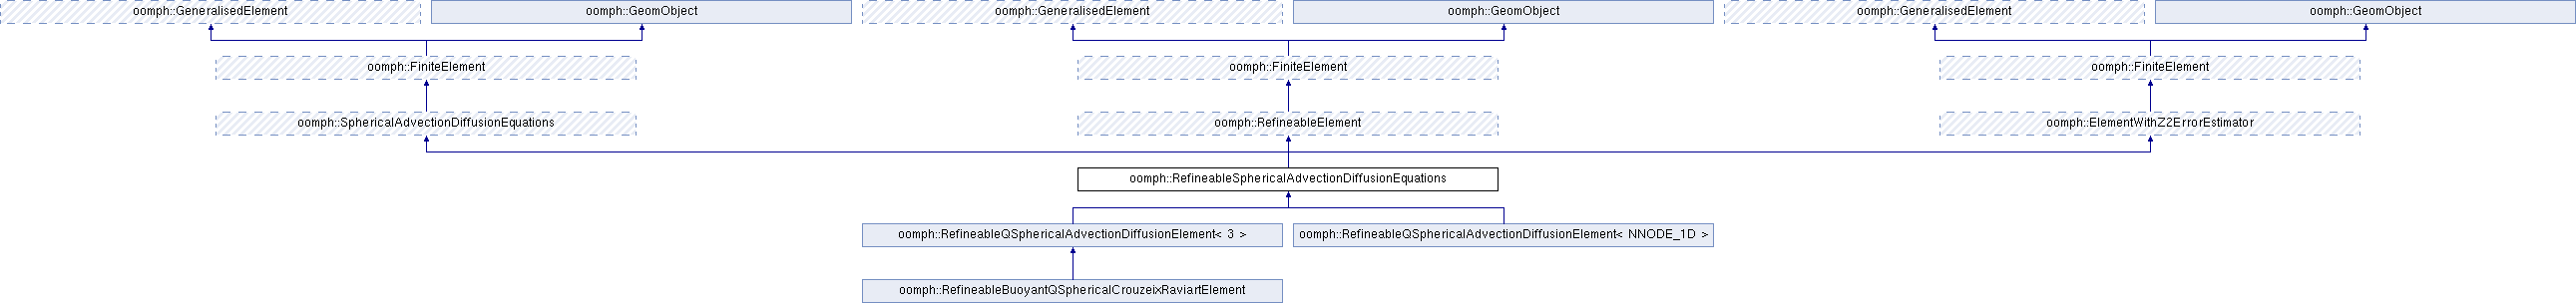 oomph::GeneralisedElement
oomph::GeomObject
oomph::GeneralisedElement
oomph::GeomObject
oomph::GeneralisedElement
oomph::GeomObject
oomph::FiniteElement
oomph::FiniteElement
oomph::FiniteElement
oomph::SphericalAdvectionDiffusionEquations
oomph::RefineableElement
oomph::ElementWithZ2ErrorEstimator
oomph::RefineableSphericalAdvectionDiffusionEquations
oomph::RefineableQSphericalAdvectionDiffusionElement< 3 >
oomph::RefineableQSphericalAdvectionDiffusionElement< NNODE_1D >
oomph::RefineableBuoyantQSphericalCrouzeixRaviartElement